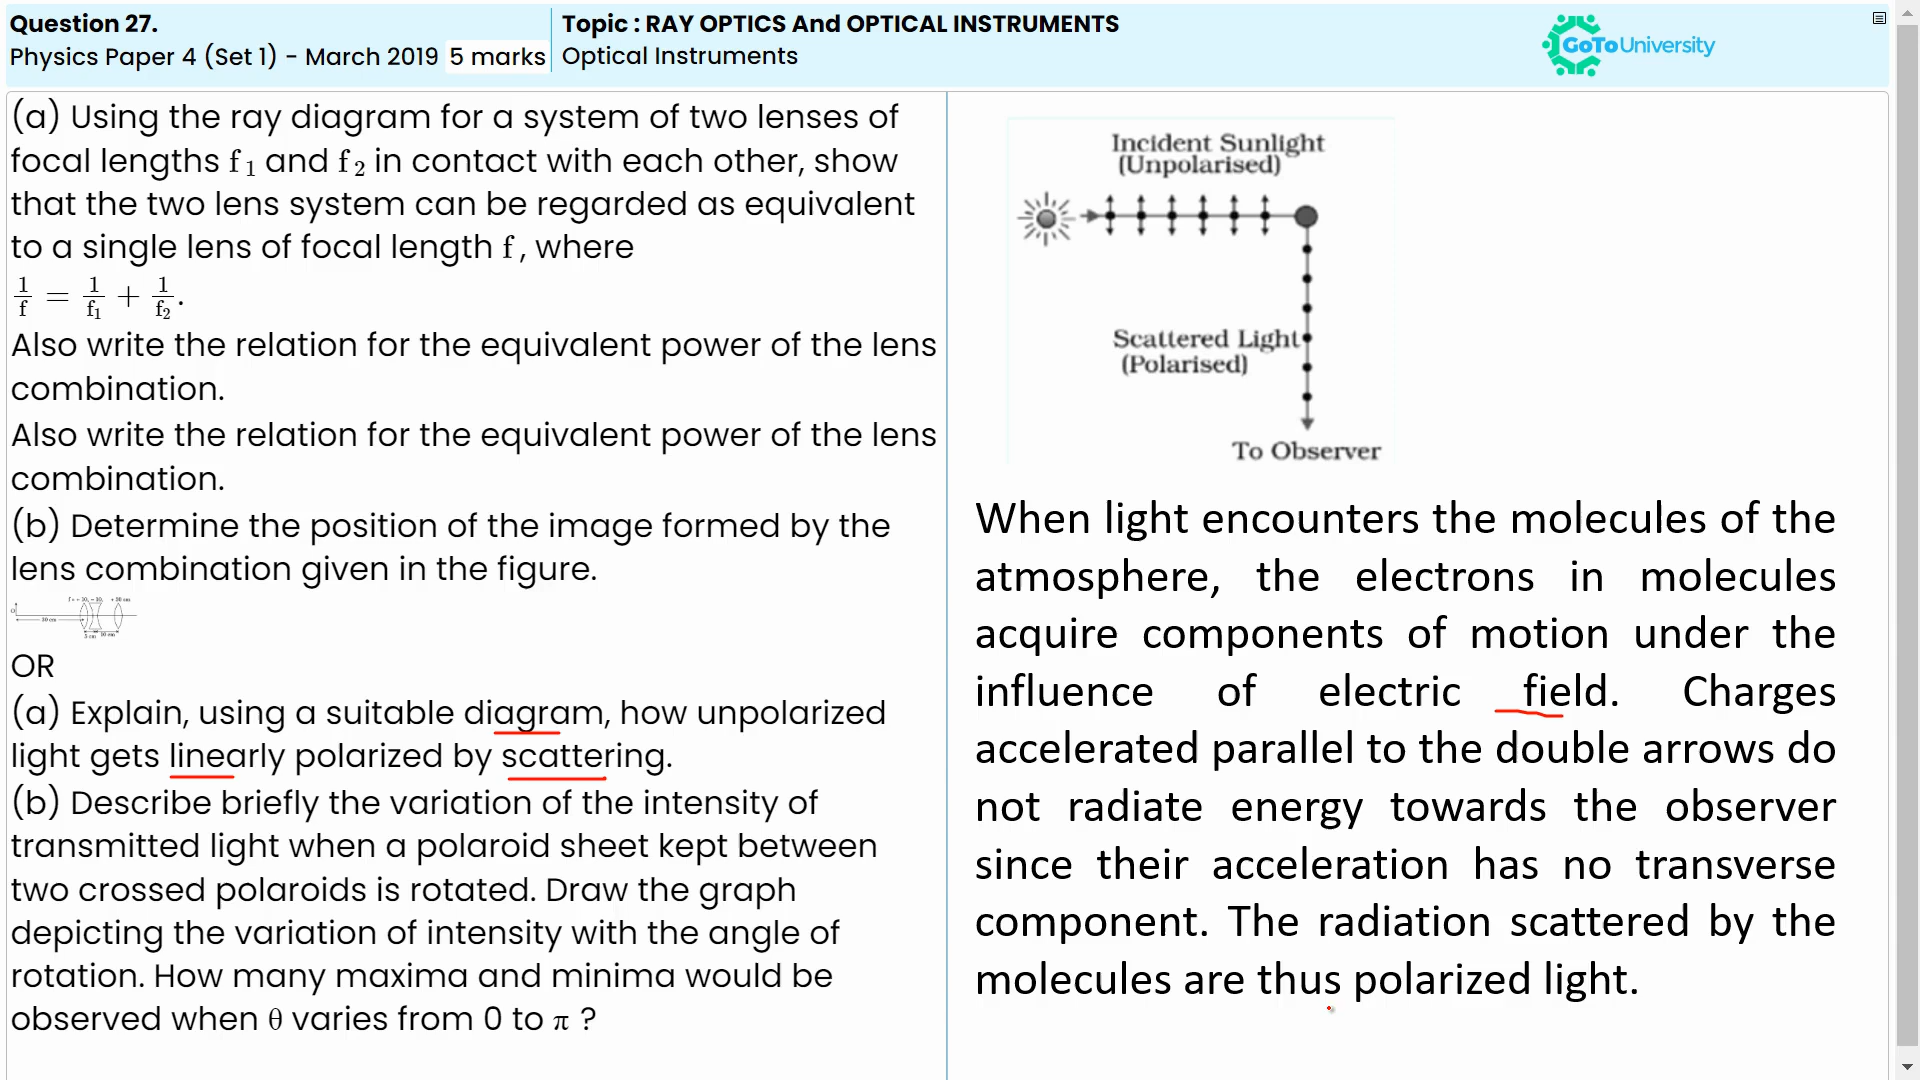 Question 27.
Physics Paper 4 (Set 1) - March 2019 5 marks
Topic : RAY OPTICS And OPTICAL INSTRUMENTS
Optical Instruments
GoToUniversity
(a) Using the ray diagram for a system of two lenses of
focal lengths f₁ and f₂ in contact with each other, show
that the two lens system can be regarded as equivalent
to a single lens of focal length f, where
1/f = 1/f₁ + 1/f₂.
Also write the relation for the equivalent power of the lens
combination.
Also write the relation for the equivalent power of the lens
combination.
(b) Determine the position of the image formed by the
lens combination given in the figure.
30 cm
5 cm 10 cm
OR
(a) Explain, using a suitable diagram, how unpolarized
light gets linearly polarized by scattering.
(b) Describe briefly the variation of the intensity of
transmitted light when a polaroid sheet kept between
two crossed polaroids is rotated. Draw the graph
depicting the variation of intensity with the angle of
rotation. How many maxima and minima would be
observed when θ varies from 0 to π ?
Incident Sunlight
(Unpolarised)
Scattered Light
(Polarised)
To Observer
When light encounters the molecules of the
atmosphere, the electrons in molecules
acquire components of motion under the
influence of electric field. Charges
accelerated parallel to the double arrows do
not radiate energy towards the observer
since their acceleration has no transverse
component. The radiation scattered by the
molecules are thus polarized light.